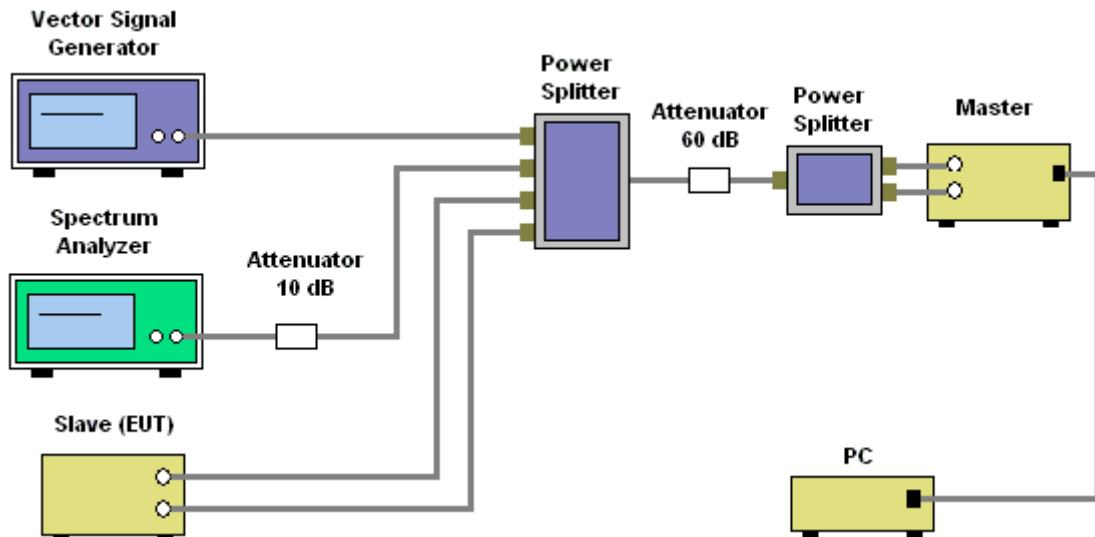 Vector Signal
Generator
Power
Splitter
Attenuator
60 dB
Power
Splitter
Master
Spectrum
Analyzer
Attenuator
10 dB
Slave (EUT)
PC